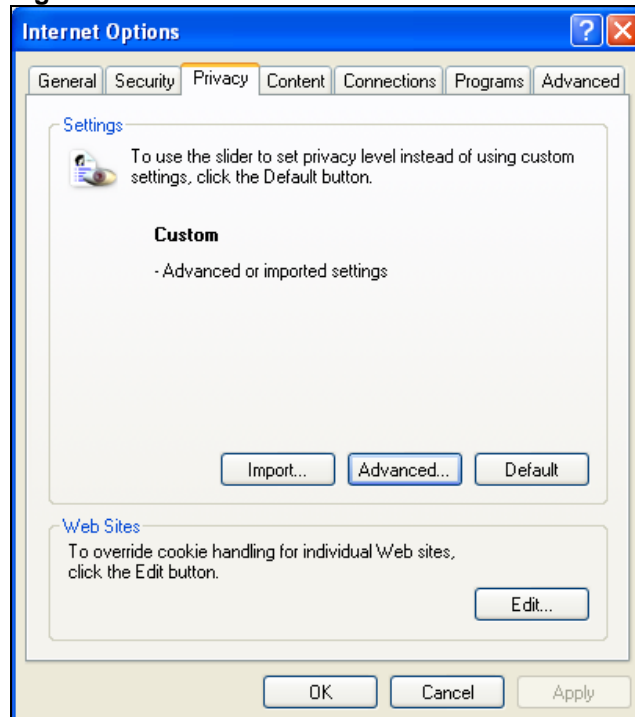 Internet Options
General Security Privacy Content Connections Programs Advanced
Settings
To use the slider to set privacy level instead of using custom
settings, click the Default button.
Custom
- Advanced or imported settings
Import... Advanced... Default
Web Sites
To override cookie handling for individual Web sites,
click the Edit button.
Edit...
OK Cancel Apply